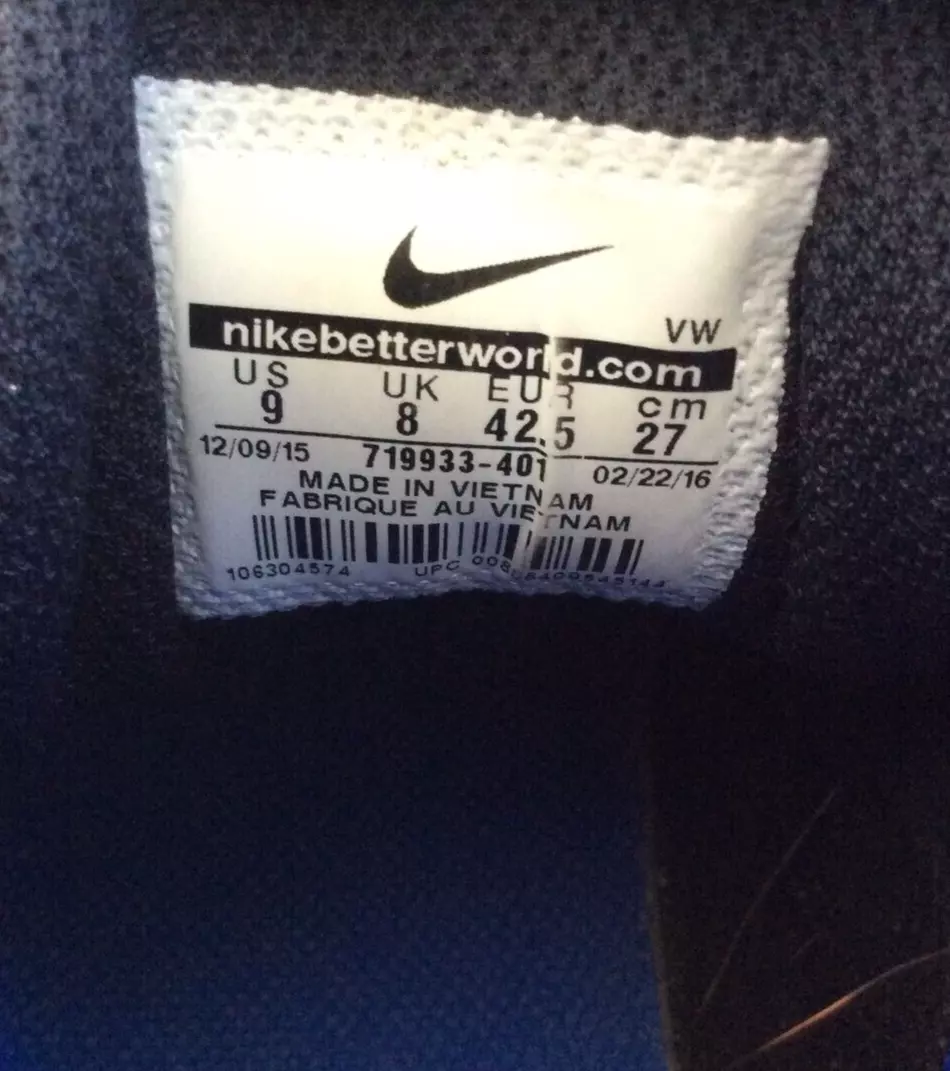 VW
nikebetterworld.com
US UK EUR cm
9 8 42.5 27
12/09/15 719933-401 02/22/16
MADE IN VIETNAM
FABRIQUE AU VIETNAM
106304574 UPC